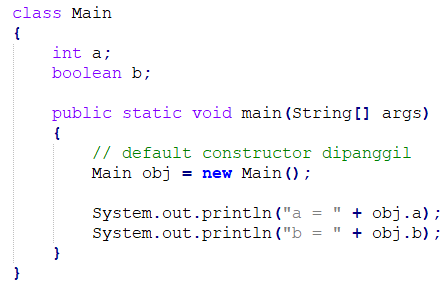 class Main
{
    int a;
    boolean b;
    public static void main(String[] args)
    {
        // default constructor dipanggil
        Main obj = new Main();
        System.out.println("a = " + obj.a);
        System.out.println("b = " + obj.b);
    }
}